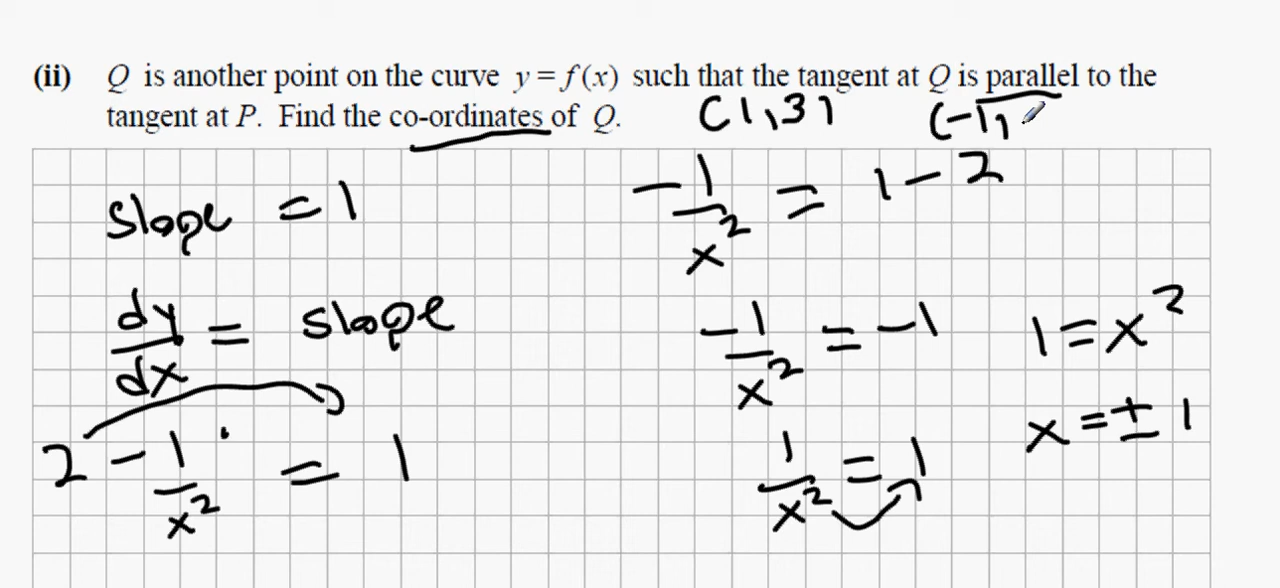 (ii) Q is another point on the curve y = f(x) such that the tangent at Q is parallel to the
tangent at P. Find the co-ordinates of Q.
(1,3) (-1,
Slope = 1
dy/dx = slope
2 - 1/x² = 1
-1/x² = 1 - 2
-1/x² = -1
1/x² = 1
1 = x²
x = ± 1